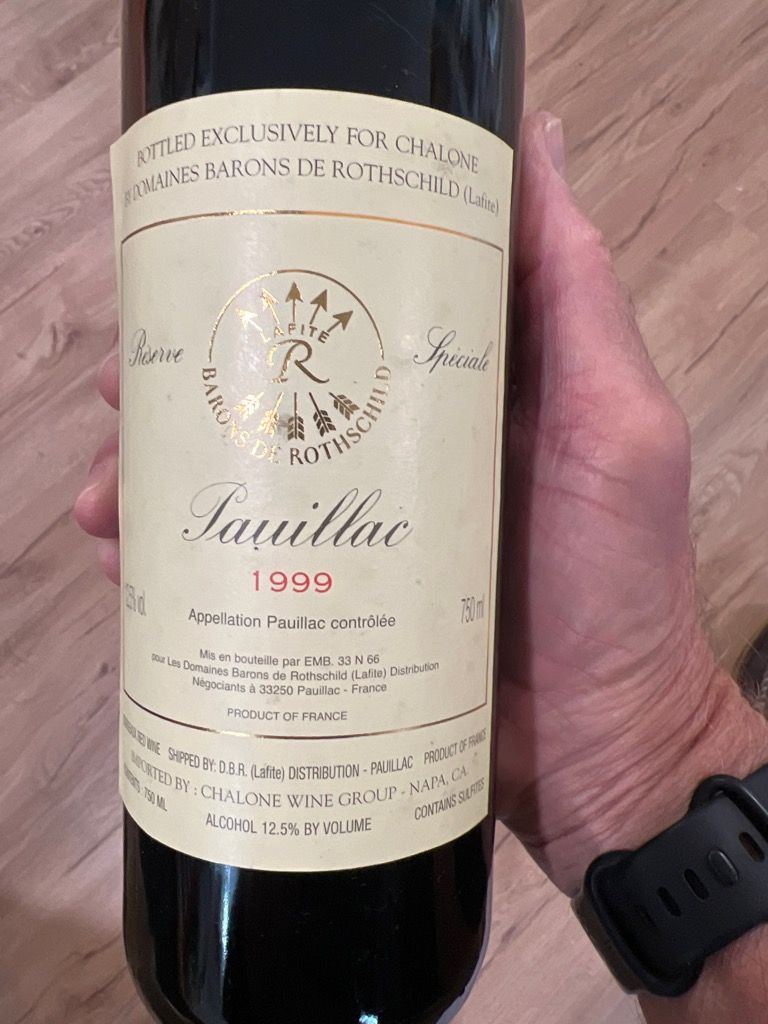 BOTTLED EXCLUSIVELY FOR CHALONE
BY DOMAINES BARONS DE ROTHSCHILD (Lafite)
LAFITE
R
BARONS DE ROTHSCHILD
Réserve Spéciale
Pauillac
1999
Appellation Pauillac contrôlée
750 ml
Mis en bouteille par EMB. 33 N 66
pour Les Domaines Barons de Rothschild (Lafite) Distribution
Négociants à 33250 Pauillac - France
PRODUCT OF FRANCE
RED WINE SHIPPED BY: D.B.R. (Lafite) DISTRIBUTION - PAUILLAC PRODUCT OF FRANCE
IMPORTED BY : CHALONE WINE GROUP - NAPA, CA.
: 750 ML ALCOHOL 12.5% BY VOLUME CONTAINS SULFITES